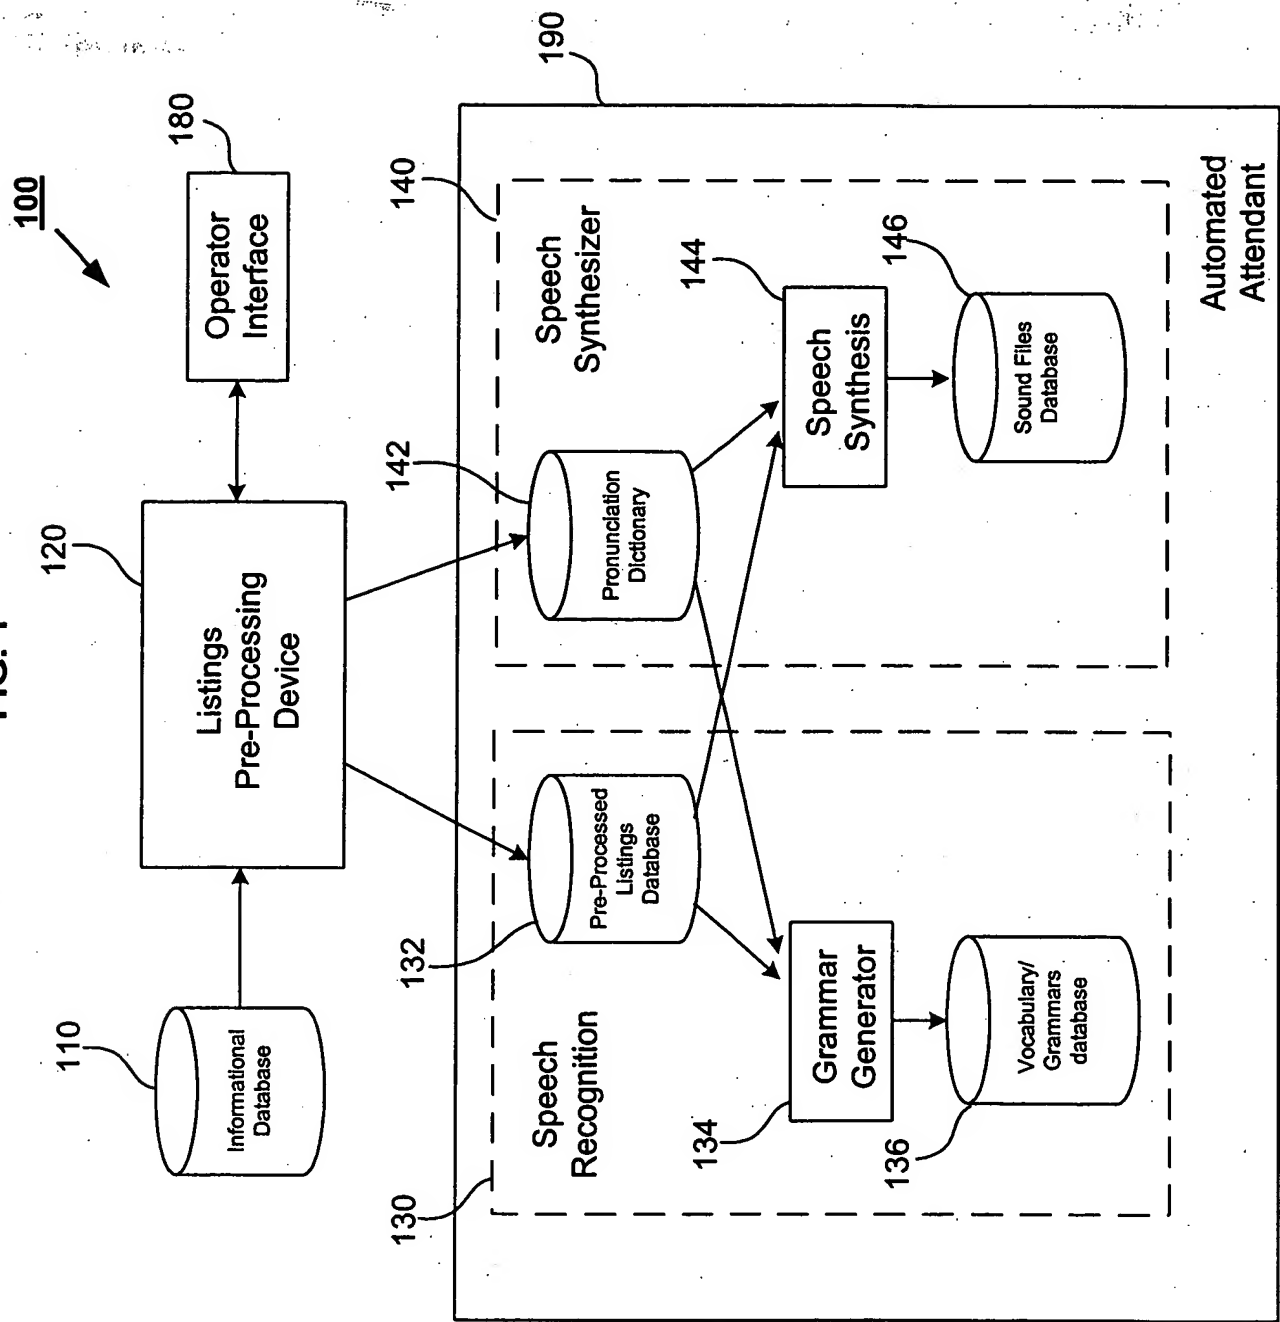 FIG. 1
100
110
Informational
Database
120
Listings
Pre-Processing
Device
180
Operator
Interface
190
130
Speech
Recognition
132
Pre-Processed
Listings
Database
134
Grammar
Generator
136
Vocabulary/
Grammars
database
140
Speech
Synthesizer
142
Pronunciation
Dictionary
144
Speech
Synthesis
146
Sound Files
Database
Automated
Attendant